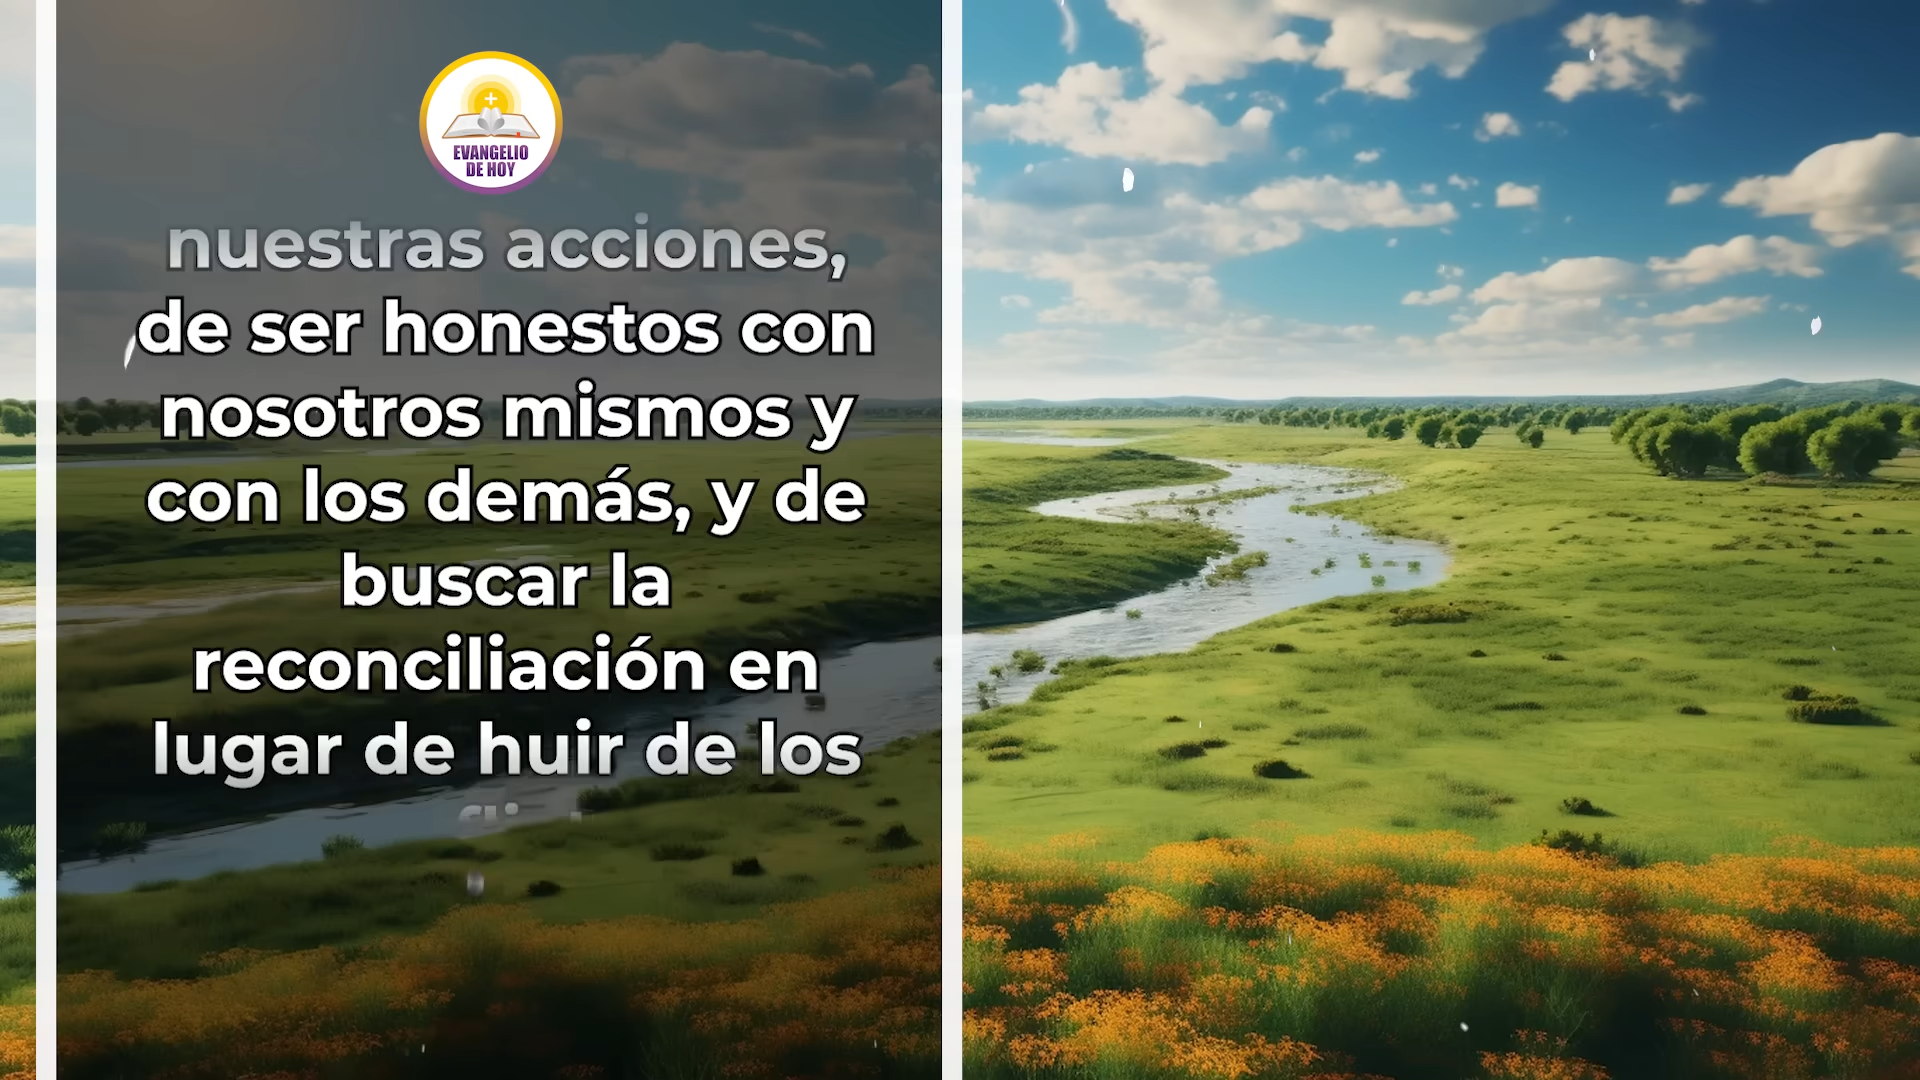 EVANGELIO
DE HOY
nuestras acciones,
de ser honestos con
nosotros mismos y
con los demás, y de
buscar la
reconciliación en
lugar de huir de los